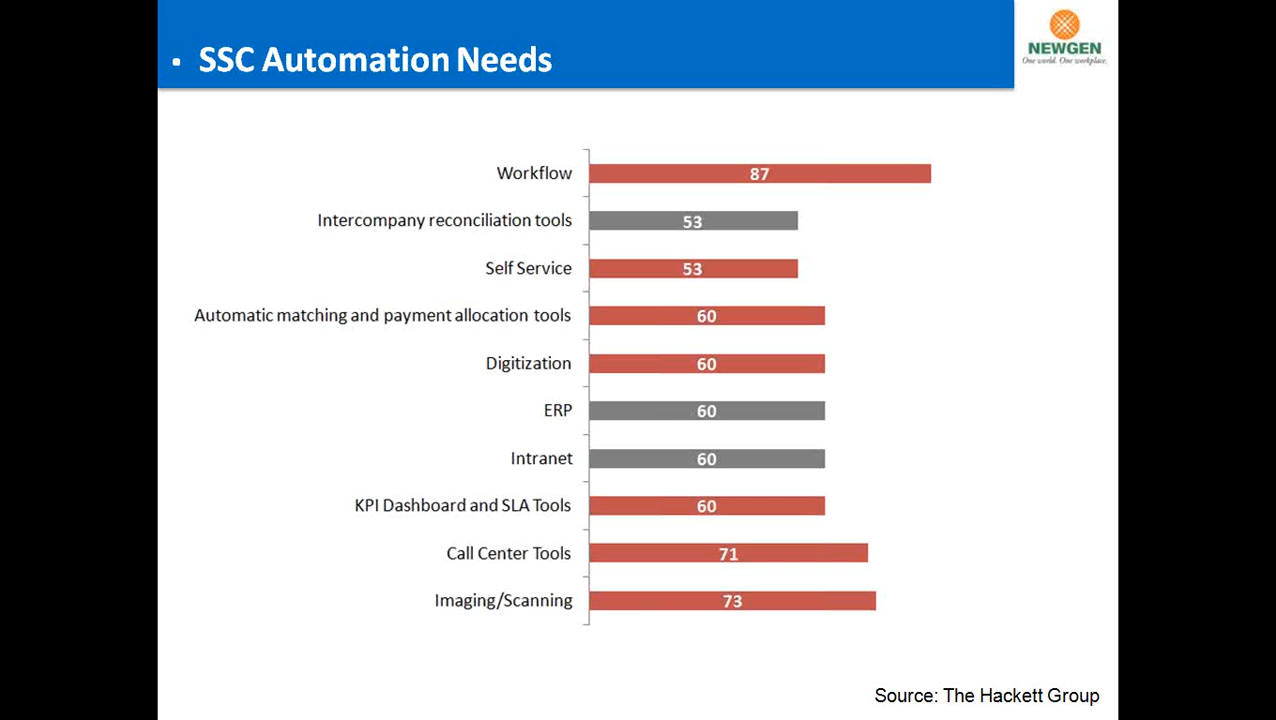 ▪ SSC Automation Needs
NEWGEN
One world. One workplace.
Workflow 87
Intercompany reconciliation tools 53
Self Service 53
Automatic matching and payment allocation tools 60
Digitization 60
ERP 60
Intranet 60
KPI Dashboard and SLA Tools 60
Call Center Tools 71
Imaging/Scanning 73
Source: The Hackett Group